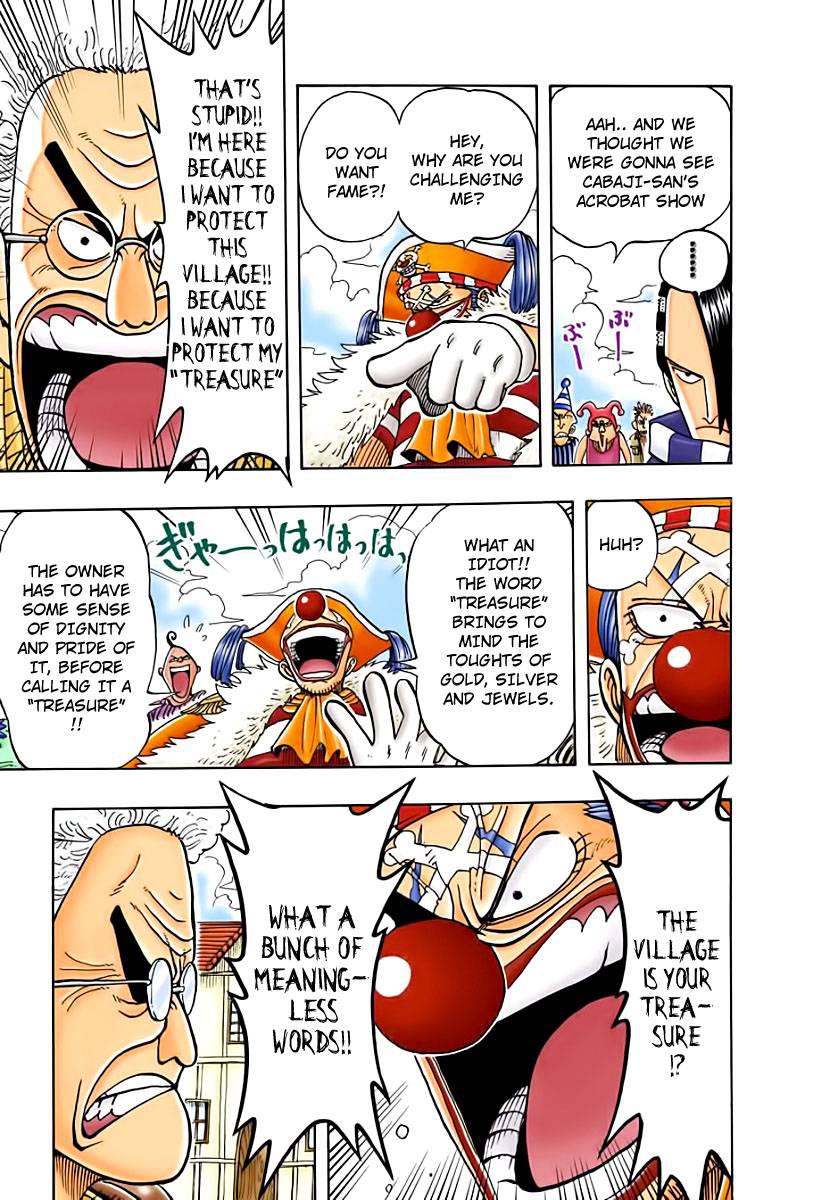 AAH.. AND WE
THOUGHT WE
WERE GONNA SEE
CABAJI-SAN'S
ACROBAT SHOW
......
ぶー
ぶー
HEY,
WHY ARE YOU
CHALLENGING
ME?
DO YOU
WANT
FAME?!
THAT'S
STUPID!!
I'M HERE
BECAUSE
I WANT TO
PROTECT
THIS
VILLAGE!!
BECAUSE
I WANT TO
PROTECT MY
"TREASURE"
HUH?
WHAT AN
IDIOT!!
THE WORD
"TREASURE"
BRINGS TO
MIND THE
TOUGHTS OF
GOLD, SILVER
AND JEWELS.
ぎゃーっはっはっはっ
THE OWNER
HAS TO HAVE
SOME SENSE
OF DIGNITY
AND PRIDE OF
IT, BEFORE
CALLING IT A
"TREASURE"
!!
THE
VILLAGE
IS YOUR
TREA-
SURE
!?
WHAT A
BUNCH OF
MEANING-
LESS
WORDS!!